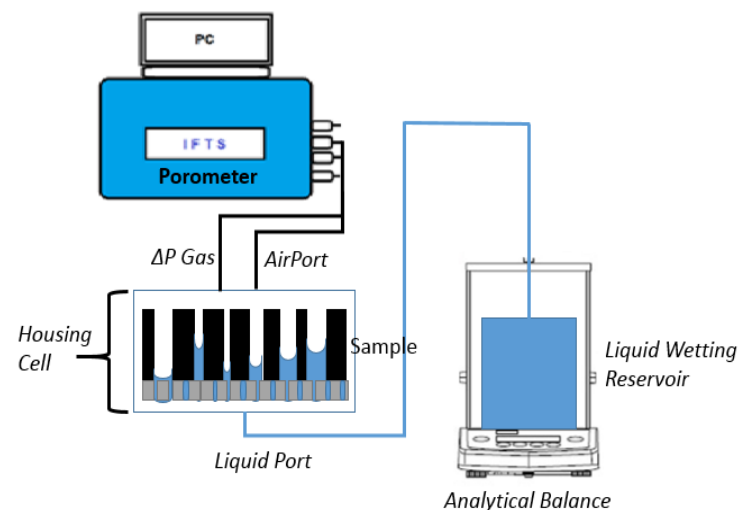 PC
IFTS
Porometer
ΔP Gas
AirPort
Housing
Cell
Sample
Liquid Wetting
Reservoir
Liquid Port
Analytical Balance